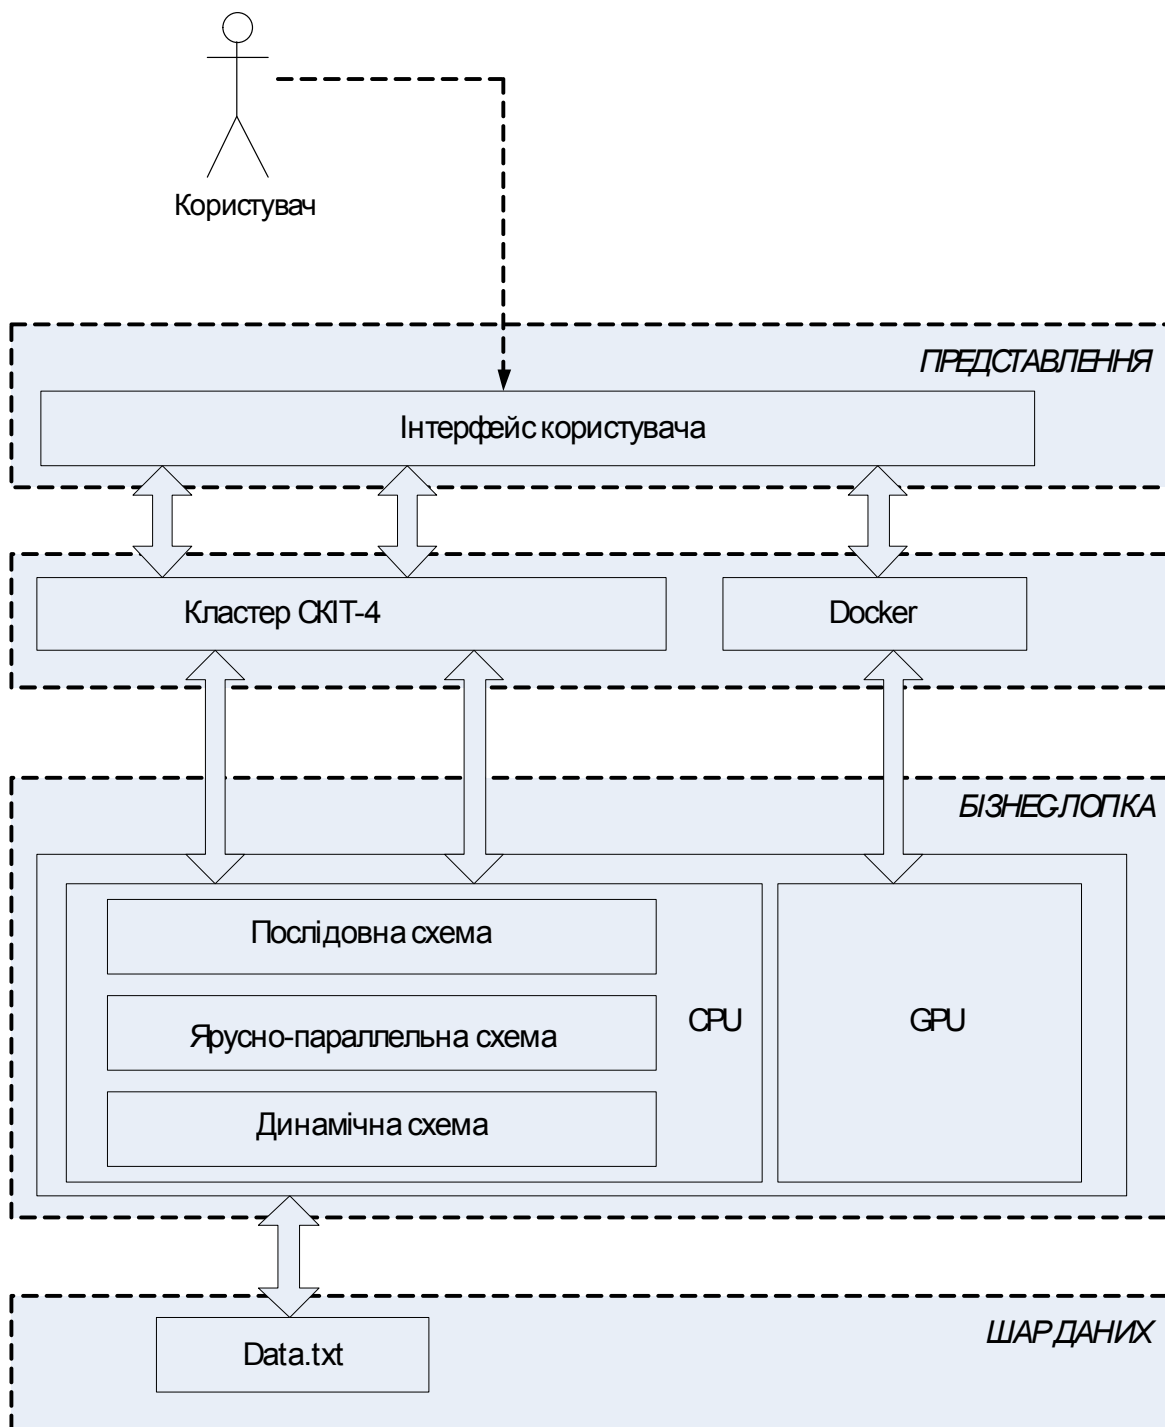 Користувач
ПРЕДСТАВЛЕННЯ
Інтерфейс користувача
Кластер СКІТ-4
Docker
БІЗНЕС-ЛОГІКА
Послідовна схема
Ярусно-параллельна схема
CPU
GPU
Динамічна схема
ШАР ДАНИХ
Data.txt